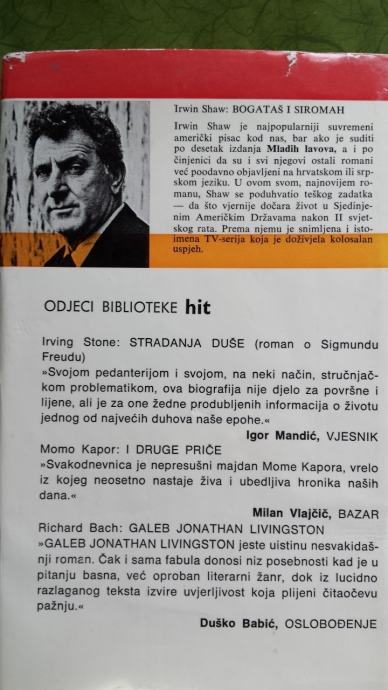 Irwin Shaw: BOGATAŠ I SIROMAH
Irwin Shaw je najpopularniji suvremeni
američki pisac kod nas, bar ako je suditi
po desetak izdanja Mladih lavova, a i po
činjenici da su i svi njegovi ostali romani
već poodavno objavljeni na hrvatskom ili srp-
skom jeziku. U ovom svom, najnovijem ro-
manu, Shaw se poduhvatio teškog zadatka
— da što vjernije dočara život u Sjedinje-
nim Američkim Državama nakon II svjet-
skog rata. Prema njemu je snimljena i isto-
imena TV-serija koja je doživjela kolosalan
uspjeh.
ODJECI BIBLIOTEKE hit
Irving Stone: STRADANJA DUŠE (roman o Sigmundu
Freudu)
»Svojom pedanterijom i svojom, na neki način, stručnjač-
kom problematikom, ova biografija nije djelo za površne i
lijene, ali je za one žedne produbljenih informacija o životu
jednog od najvećih duhova naše epohe.«
Igor Mandić, VJESNIK
Momo Kapor: I DRUGE PRIČE
»Svakodnevnica je nepresušni majdan Mome Kapora, vrelo
iz kojeg neosetno nastaje živa i ubedljiva hronika naših
dana.«
Milan Vlajčić, BAZAR
Richard Bach: GALEB JONATHAN LIVINGSTON
»GALEB JONATHAN LIVINGSTON jeste uistinu nesvakidaš-
nji roman. Čak i sama fabula donosi niz posebnosti kad je u
pitanju basna, već oproban literarni žanr, dok iz lucidno
razlaganog teksta izvire uvjerljivost koja plijeni čitaočevu
pažnju.«
Duško Babić, OSLOBOĐENJE